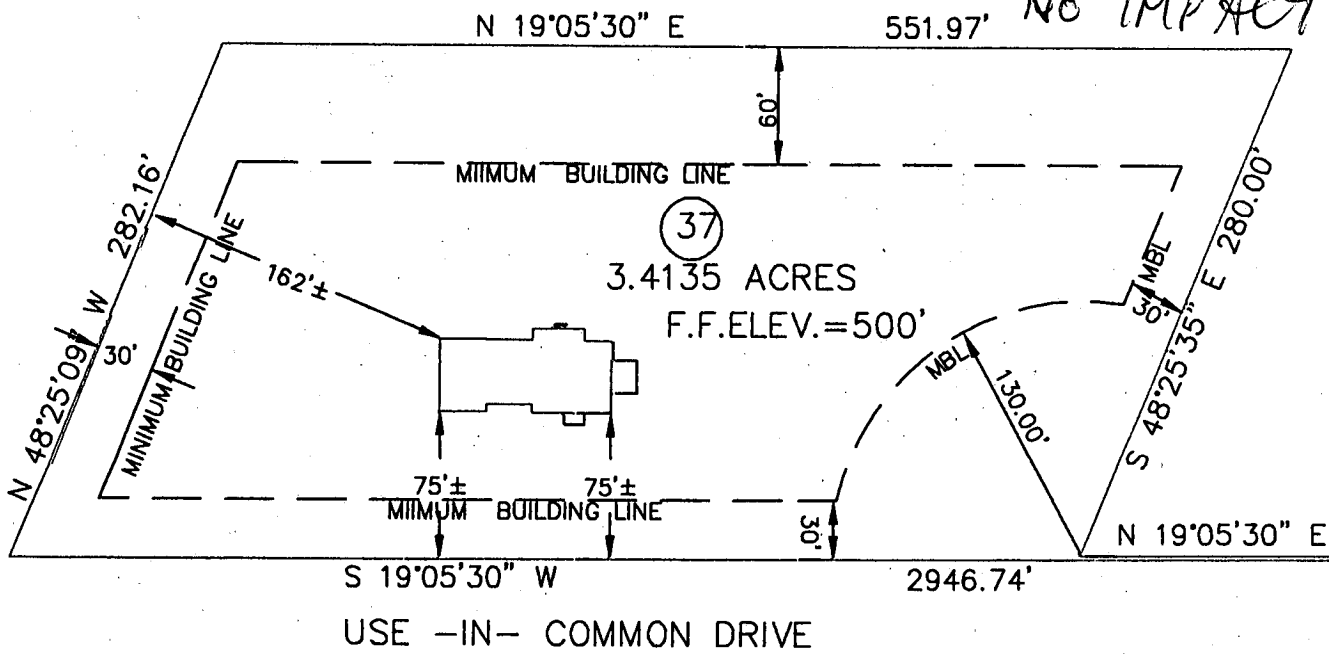 No IMPACT
N 19°05'30" E 551.97'
60'
MIIMUM BUILDING LINE
N 48°25'09" W 282.16'
MINIMUM BUILDING LINE
30'
162'±
37
3.4135 ACRES
F.F.ELEV.=500'
MBL
30'
S 48°25'35" E 280.00'
MBL
130.00'
75'± 75'±
MIIMUM BUILDING LINE
30'
N 19°05'30" E
S 19°05'30" W 2946.74'
USE -IN- COMMON DRIVE